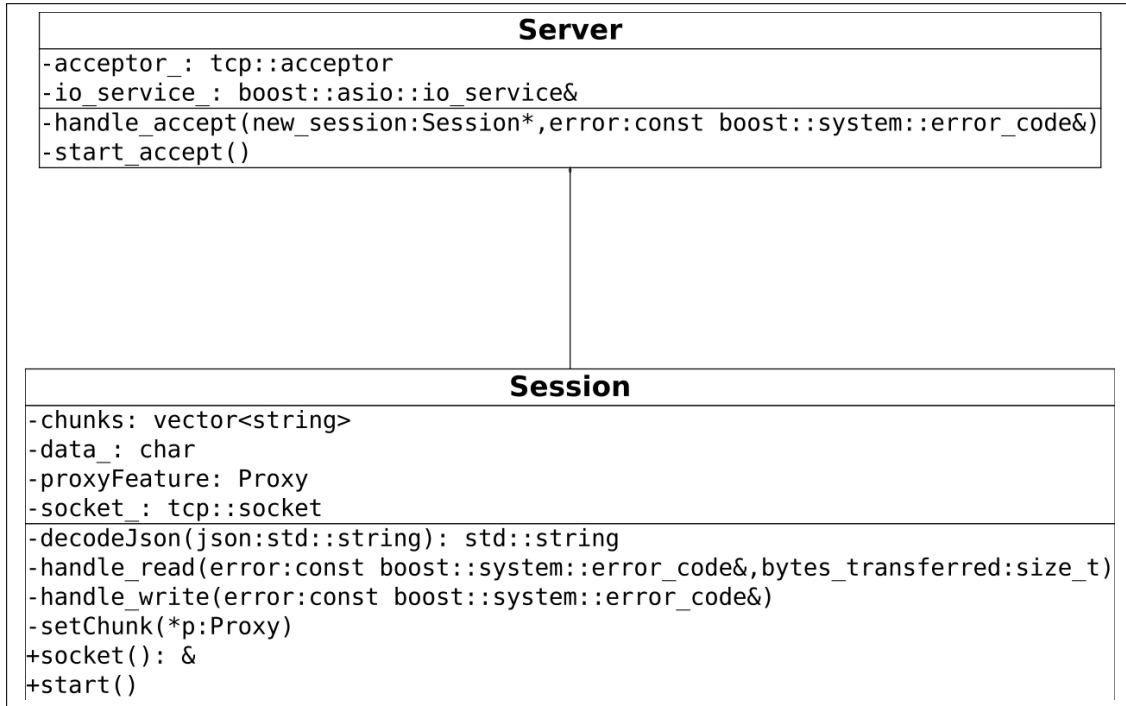 Server
-acceptor_: tcp::acceptor
-io_service_: boost::asio::io_service&
-handle_accept(new_session:Session*,error:const boost::system::error_code&)
-start_accept()
Session
-chunks: vector<string>
-data_: char
-proxyFeature: Proxy
-socket_: tcp::socket
-decodeJson(json:std::string): std::string
-handle_read(error:const boost::system::error_code&,bytes_transferred:size_t)
-handle_write(error:const boost::system::error_code&)
-setChunk(*p:Proxy)
+socket(): &
+start()